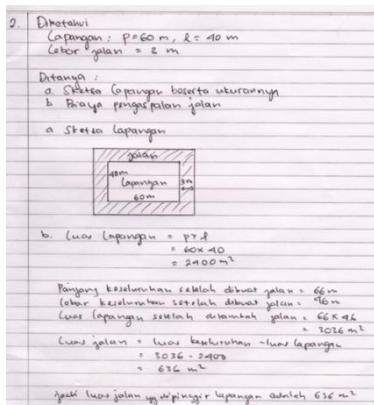 2. Diketahui
Lapangan : P = 60 m, l = 40 m
Lebar jalan = 3 m
Ditanya :
a. Sketsa Lapangan beserta ukurannya
b. Biaya pengaspalan jalan
a. Sketsa Lapangan
jalan
40m
Lapangan
3m
60m
b. Luas Lapangan = p x l
= 60 x 40
= 2400 m²
Panjang keseluruhan setelah dibuat jalan = 66 m
Lebar keseluruhan setelah dibuat jalan = 46 m
Luas lapangan setelah ditambah jalan = 66 x 46
= 3036 m²
Luas jalan = luas keseluruhan - luas lapangan
= 3036 - 2400
= 636 m²
Jadi luas jalan yg dipinggir lapangan adalah 636 m²